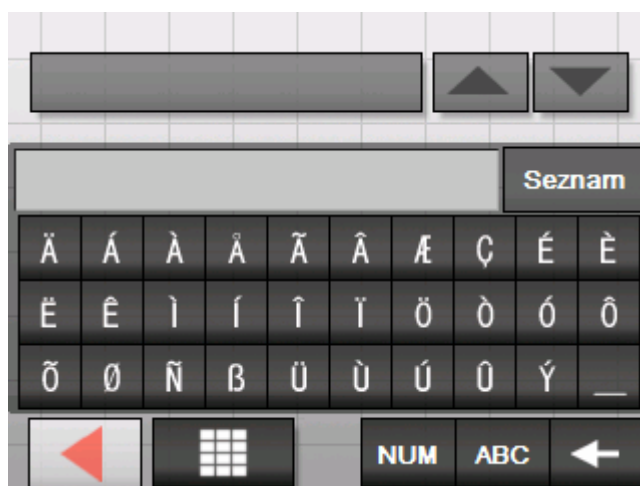 Seznam
Ä Á À Å Ã Â Æ Ç É È
Ë Ê Ì Í Î Ï Ö Ò Ó Ô
Õ Ø Ñ ß Ü Ù Ú Û Ý _
NUM ABC